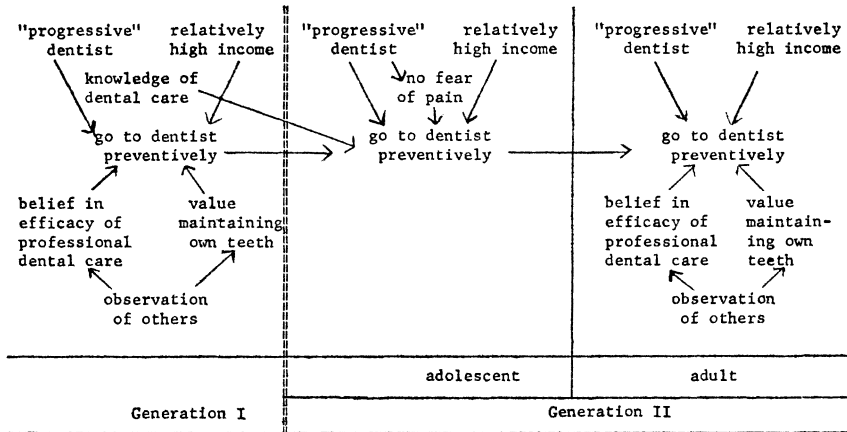 "progressive"
dentist
relatively
high income
knowledge of
dental care
go to dentist
preventively
belief in
efficacy of
professional
dental care
value
maintaining
own teeth
observation
of others
"progressive"
dentist
relatively
high income
no fear
of pain
go to dentist
preventively
"progressive"
dentist
relatively
high income
go to dentist
preventively
belief in
efficacy of
professional
dental care
value
maintain-
ing own
teeth
observation
of others
adolescent
adult
Generation I
Generation II